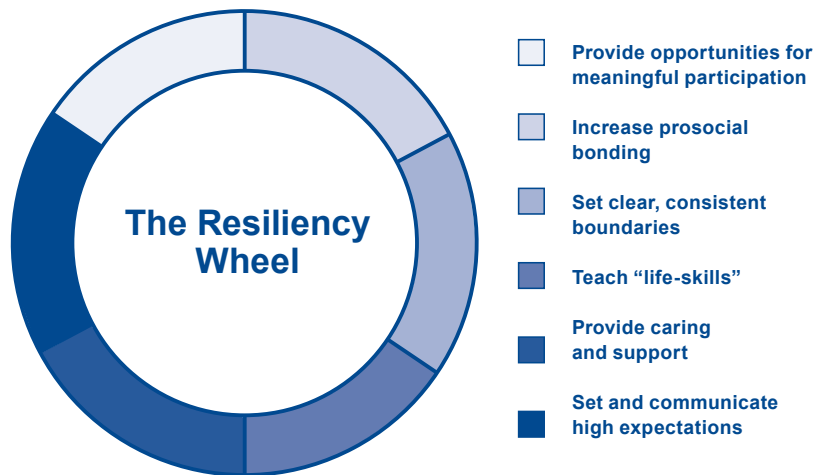 The Resiliency
Wheel
Provide opportunities for
meaningful participation
Increase prosocial
bonding
Set clear, consistent
boundaries
Teach “life-skills”
Provide caring
and support
Set and communicate
high expectations